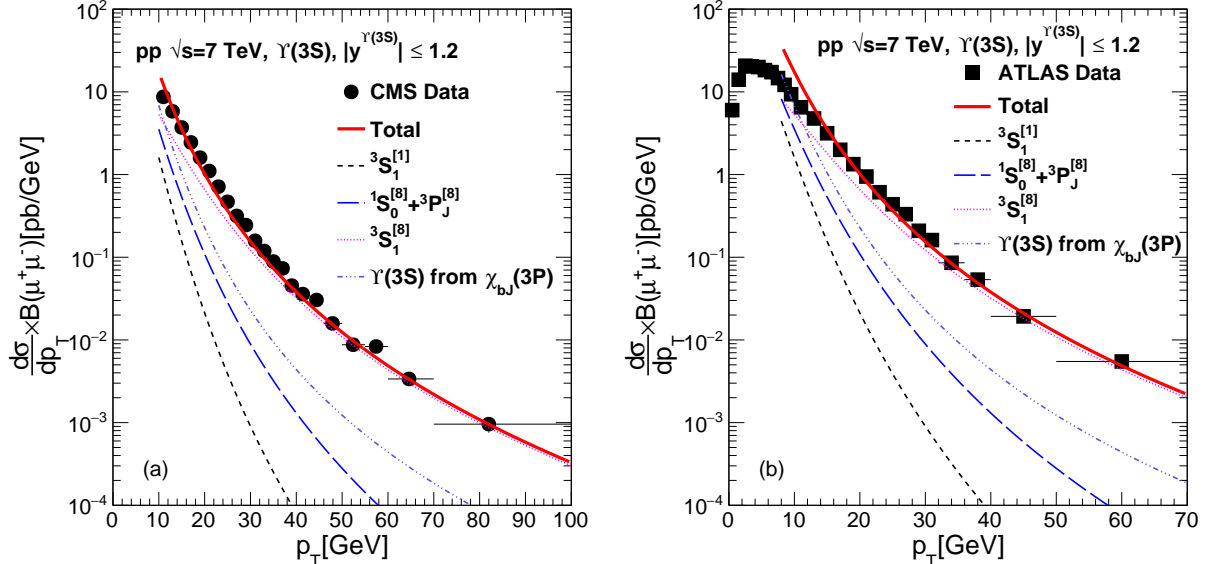 pp √s=7 TeV, ϒ(3S), |y^ϒ(3S)| ≤ 1.2
CMS Data
Total
³S₁^[1]
¹S₀^[8]+³P_J^[8]
³S₁^[8]
ϒ(3S) from χ_bJ(3P)
(a)
dσ/dp_T ×B(μ⁺μ⁻)[pb/GeV]
10²
10
1
10⁻¹
10⁻²
10⁻³
10⁻⁴
0 10 20 30 40 50 60 70 80 90 100
p_T[GeV]
pp √s=7 TeV, ϒ(3S), |y^ϒ(3S)| ≤ 1.2
ATLAS Data
Total
³S₁^[1]
¹S₀^[8]+³P_J^[8]
³S₁^[8]
ϒ(3S) from χ_bJ(3P)
(b)
dσ/dp_T ×B(μ⁺μ⁻)[pb/GeV]
10²
10
1
10⁻¹
10⁻²
10⁻³
10⁻⁴
0 10 20 30 40 50 60 70
p_T[GeV]